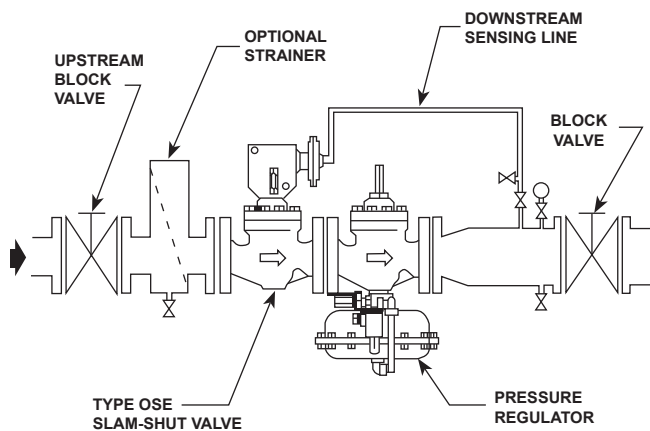 DOWNSTREAM
SENSING LINE
OPTIONAL
STRAINER
UPSTREAM
BLOCK
VALVE
BLOCK
VALVE
TYPE OSE
SLAM-SHUT VALVE
PRESSURE
REGULATOR